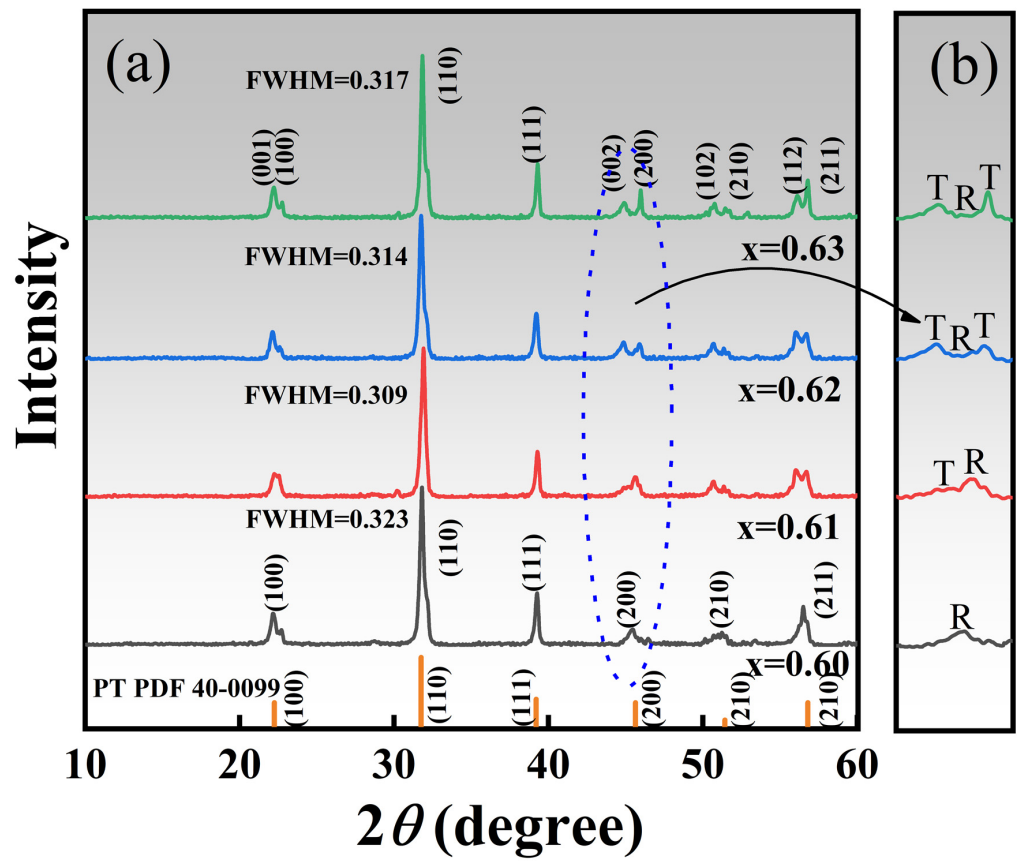 (a)
(b)
FWHM=0.317
(110)
(001)
(100)
(111)
(002)
(200)
(102)
(210)
(112)
(211)
T
R
T
x=0.63
FWHM=0.314
T
R
T
x=0.62
FWHM=0.309
T
R
x=0.61
FWHM=0.323
(100)
(110)
(111)
(200)
(210)
(211)
R
x=0.60
PT PDF 40-0099
(100)
(110)
(111)
(200)
(210)
(210)
10
20
30
40
50
60
2θ (degree)
Intensity